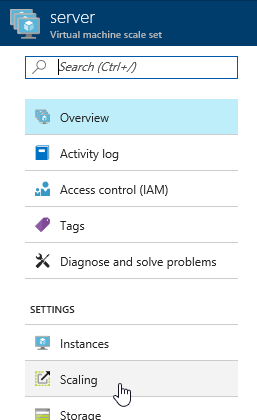 server
Virtual machine scale set
Search (Ctrl+/)
Overview
Activity log
Access control (IAM)
Tags
Diagnose and solve problems
SETTINGS
Instances
Scaling
Storage